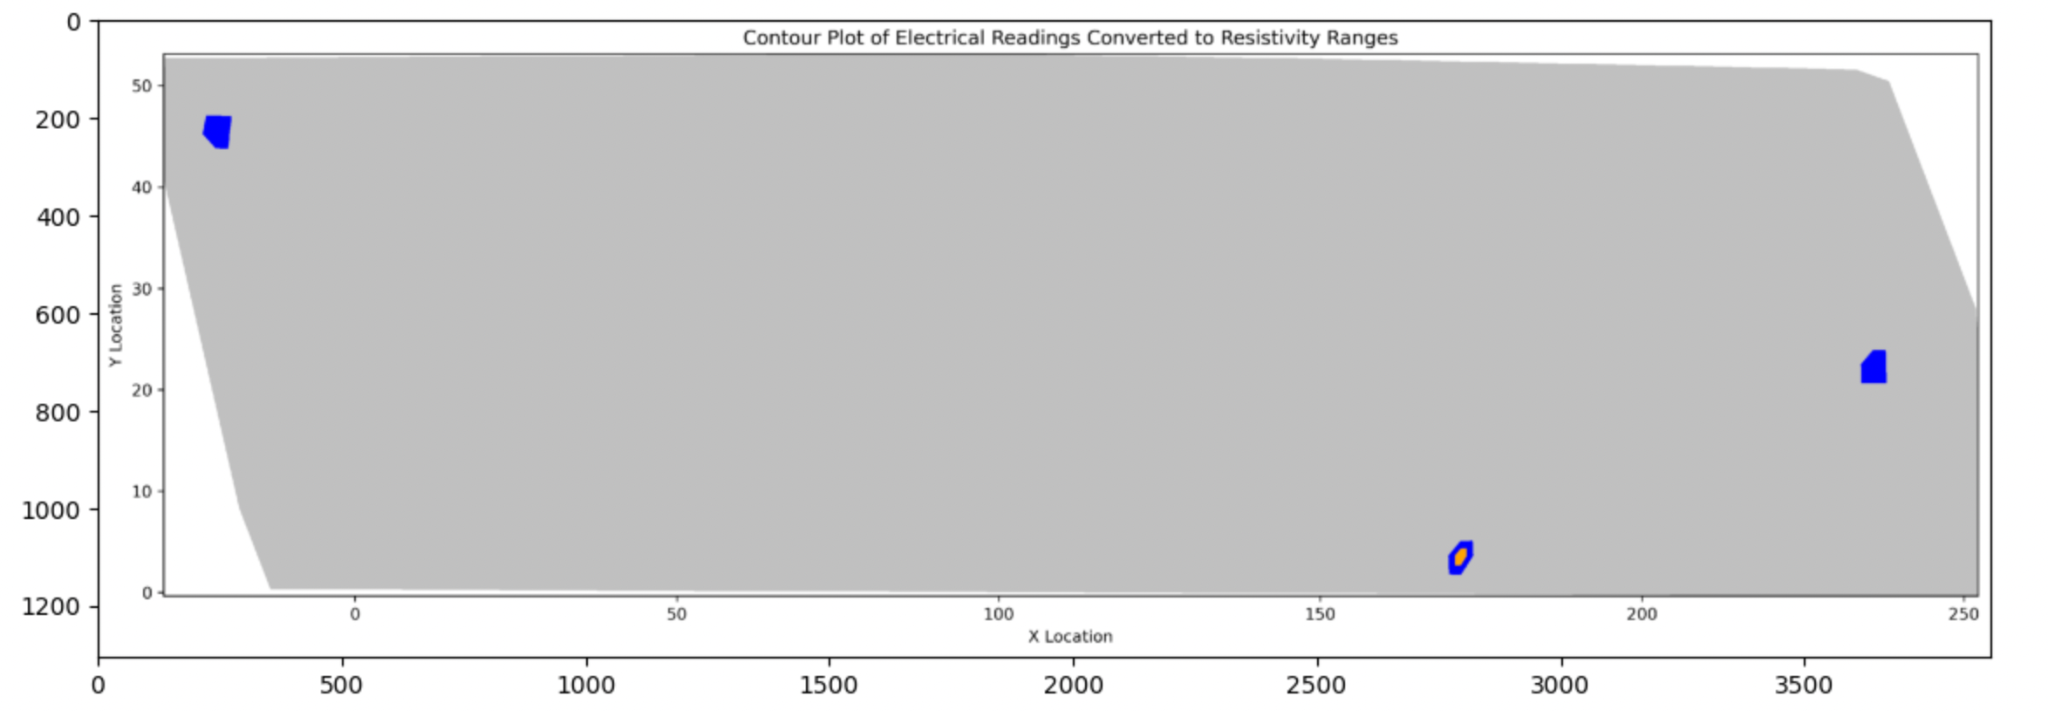 Contour Plot of Electrical Readings Converted to Resistivity Ranges
0
200
400
600
800
1000
1200
50
40
30
20
10
0
Y Location
0 50 100 150 200 250
X Location
0 500 1000 1500 2000 2500 3000 3500